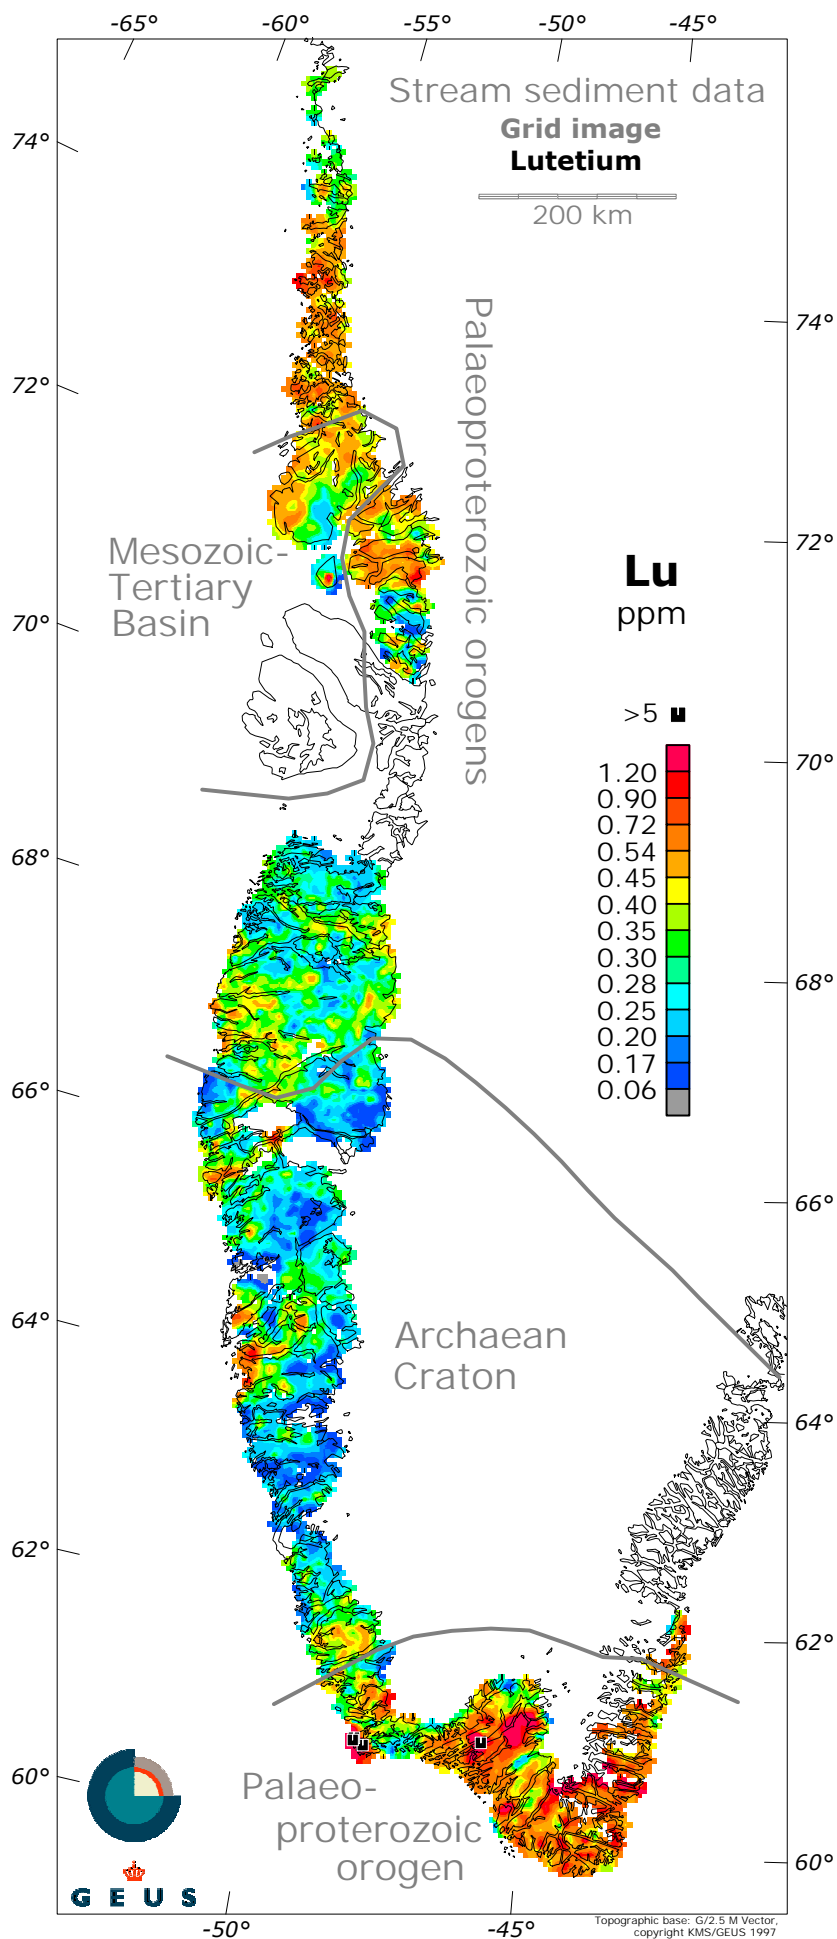 -65° -60° -55° -50° -45°
Stream sediment data
Grid image
Lutetium
200 km
74°
72°
70°
68°
66°
64°
62°
60°
74°
72°
70°
68°
66°
64°
62°
60°
Palaeoproterozoic orogens
Mesozoic-
Tertiary
Basin
Lu
ppm
>5
1.20
0.90
0.72
0.54
0.45
0.40
0.35
0.30
0.28
0.25
0.20
0.17
0.06
Archaean
Craton
Palaeo-
proterozoic
orogen
G E U S
-50° -45°
Topographic base: G/2.5 M Vector,
copyright KMS/GEUS 1997